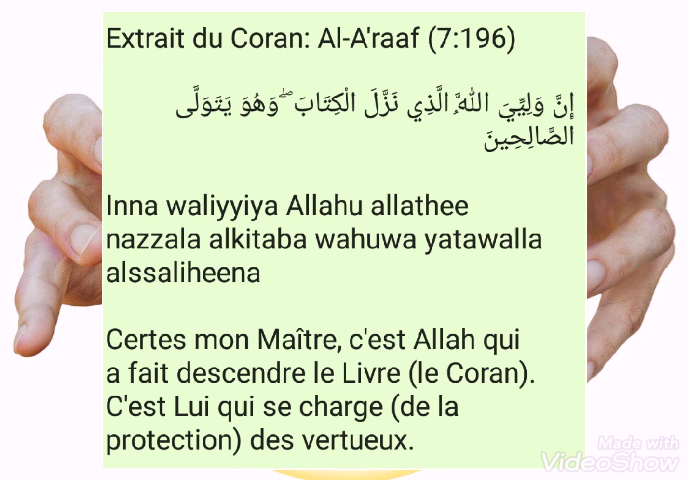 Extrait du Coran: Al-A'raaf (7:196)
إِنَّ وَلِيِّيَ اللَّهُ الَّذِي نَزَّلَ الْكِتَابَ ۖ وَهُوَ يَتَوَلَّى
الصَّالِحِينَ
Inna waliyyiya Allahu allathee
nazzala alkitaba wahuwa yatawalla
alssaliheena
Certes mon Maître, c'est Allah qui
a fait descendre le Livre (le Coran).
C'est Lui qui se charge (de la
protection) des vertueux.
Made with
VideoShow